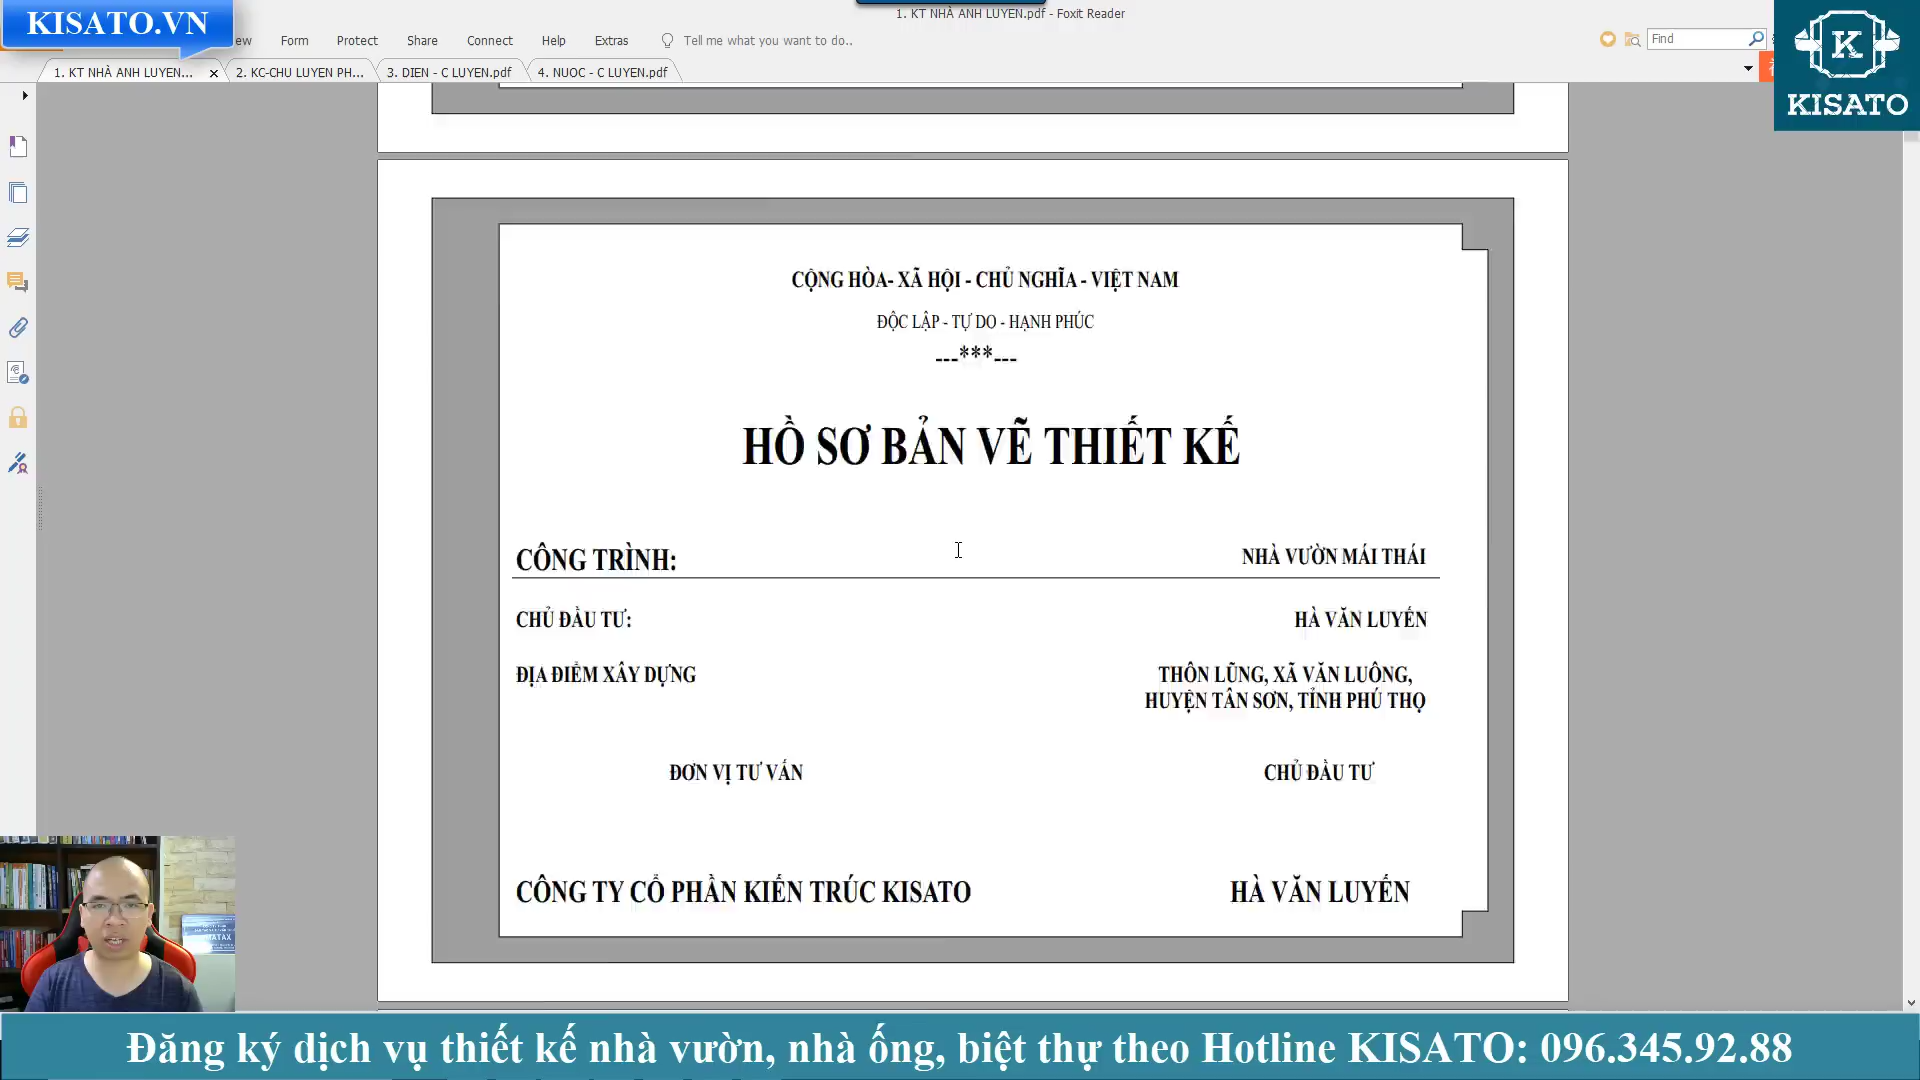 KISATO.VN
1. KT NHÀ ANH LUYEN.pdf - Foxit Reader
ew Form Protect Share Connect Help Extras Tell me what you want to do..
Find
1. KT NHÀ ANH LUYEN... 2. KC-CHU LUYEN PH... 3. DIEN - C LUYEN.pdf 4. NUOC - C LUYEN.pdf
K
KISATO
CỘNG HÒA- XÃ HỘI - CHỦ NGHĨA - VIỆT NAM
ĐỘC LẬP - TỰ DO - HẠNH PHÚC
---***---
HỒ SƠ BẢN VẼ THIẾT KẾ
CÔNG TRÌNH: NHÀ VƯỜN MÁI THÁI
CHỦ ĐẦU TƯ: HÀ VĂN LUYẾN
ĐỊA ĐIỂM XÂY DỰNG THÔN LŨNG, XÃ VĂN LUÔNG,
HUYỆN TÂN SƠN, TỈNH PHÚ THỌ
ĐƠN VỊ TƯ VẤN CHỦ ĐẦU TƯ
CÔNG TY CỔ PHẦN KIẾN TRÚC KISATO HÀ VĂN LUYẾN
Đăng ký dịch vụ thiết kế nhà vườn, nhà ống, biệt thự theo Hotline KISATO: 096.345.92.88